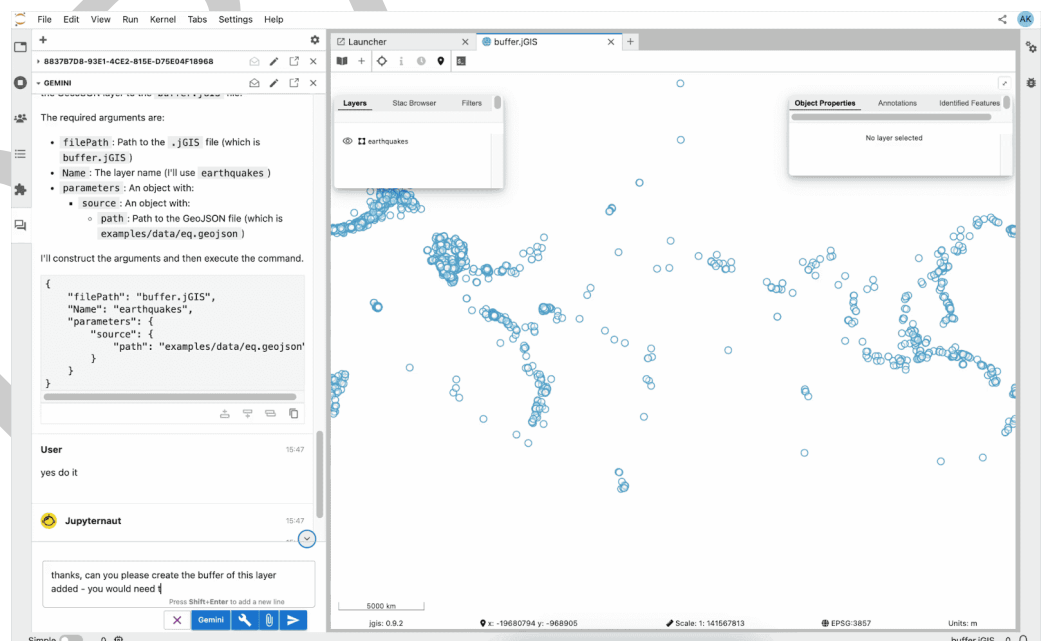 File Edit View Run Kernel Tabs Settings Help
AK
8837B7D8-93E1-4CE2-815E-D75E04F18968
GEMINI
The required arguments are:
• filePath : Path to the .jGIS file (which is
buffer.jGIS )
• Name : The layer name (I'll use earthquakes )
• parameters : An object with:
▪ source : An object with:
◦ path : Path to the GeoJSON file (which is
examples/data/eq.geojson )
I'll construct the arguments and then execute the command.
{
"filePath": "buffer.jGIS",
"Name": "earthquakes",
"parameters": {
"source": {
"path": "examples/data/eq.geojson'
}
}
}
User 15:47
yes do it
Jupyternaut 15:47
thanks, can you please create the buffer of this layer
added - you would need t
Press Shift+Enter to add a new line
Gemini
Simple 0
Launcher
buffer.jGIS
Layers Stac Browser Filters
earthquakes
Object Properties Annotations Identified Features
No layer selected
5000 km
jgis: 0.9.2 x: -19680794 y: -968905 Scale: 1: 141567813 EPSG:3857 Units: m
buffer.jGIS 0